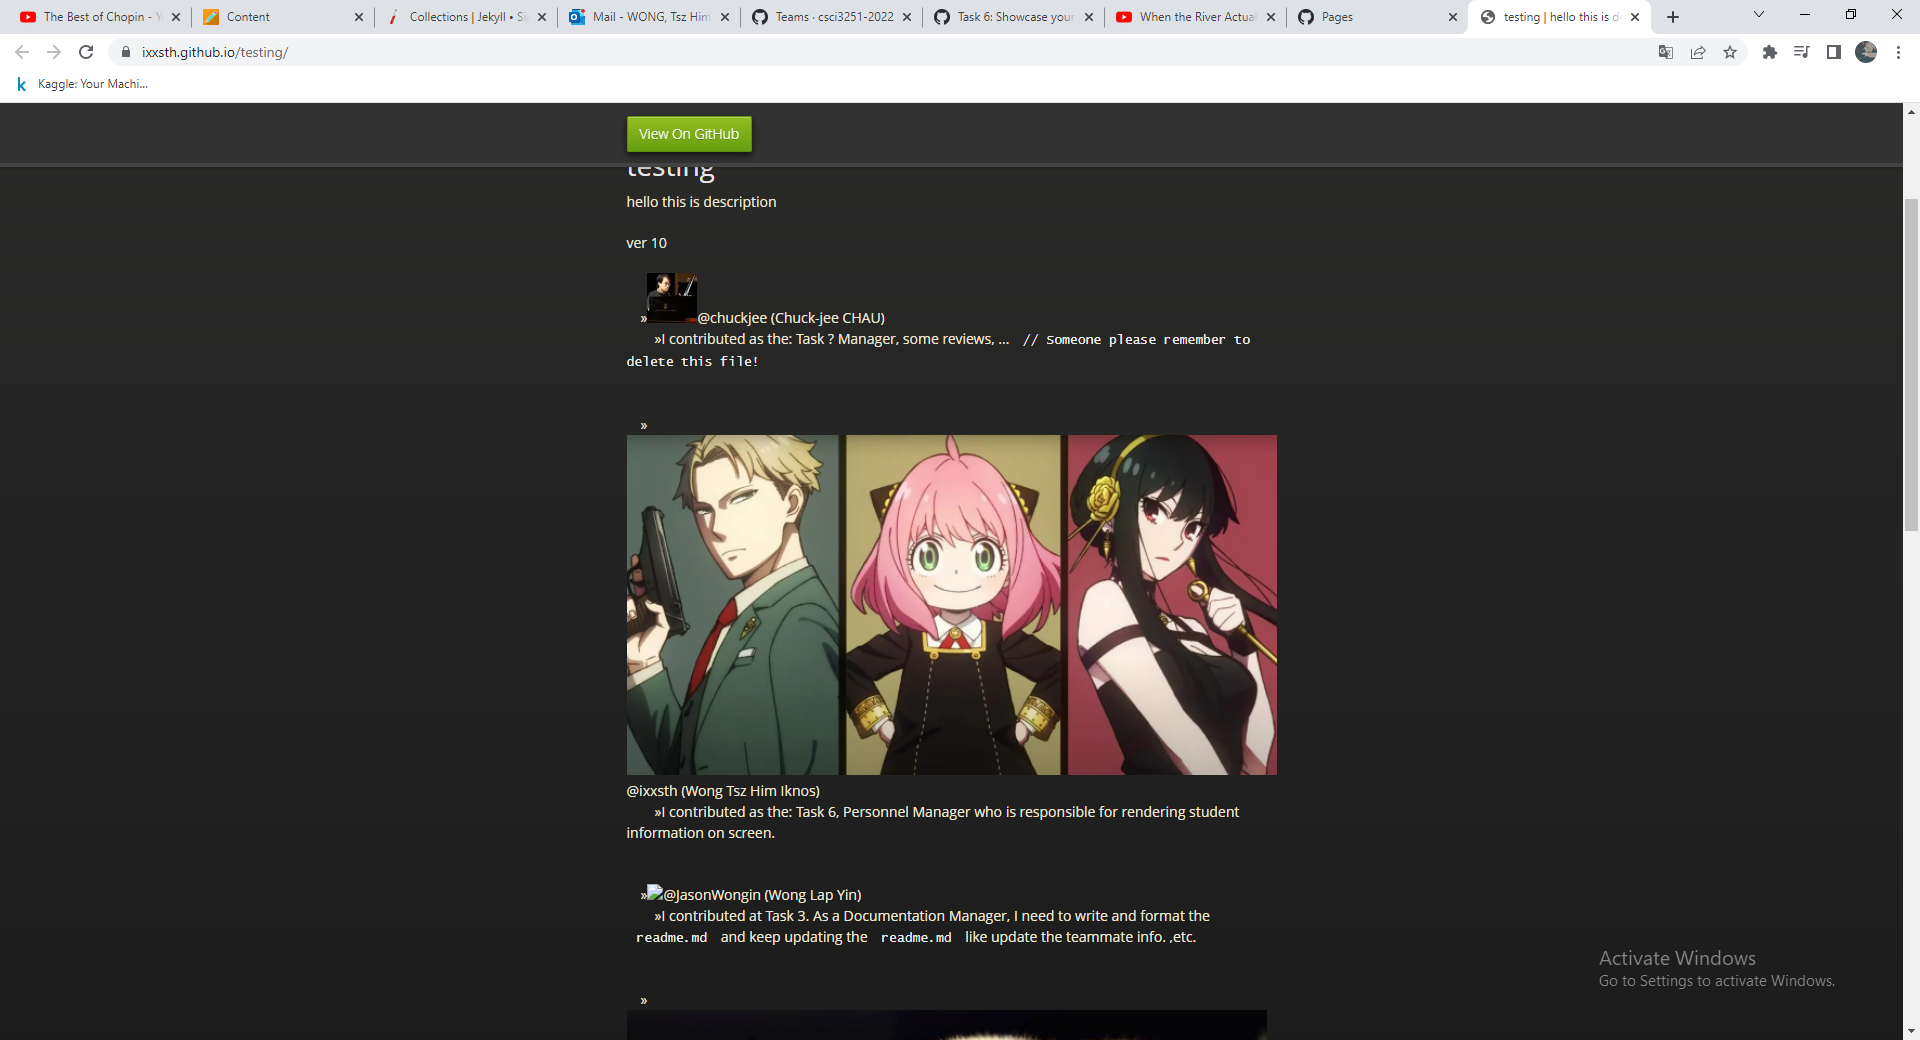 The Best of Chopin - Y
Content
Collections | Jekyll • Si
Mail - WONG, Tsz Him
Teams · csci3251-2022
Task 6: Showcase your
When the River Actua
Pages
testing | hello this is d
ixxsth.github.io/testing/
k Kaggle: Your Machi...
View On GitHub
testing
hello this is description
ver 10
»@chuckjee (Chuck-jee CHAU)
»I contributed as the: Task ? Manager, some reviews, ... // Someone please remember to
delete this file!
»
@ixxsth (Wong Tsz Him Iknos)
»I contributed as the: Task 6, Personnel Manager who is responsible for rendering student
information on screen.
»@JasonWongin (Wong Lap Yin)
»I contributed at Task 3. As a Documentation Manager, I need to write and format the
readme.md and keep updating the readme.md like update the teammate info. ,etc.
»
Activate Windows
Go to Settings to activate Windows.